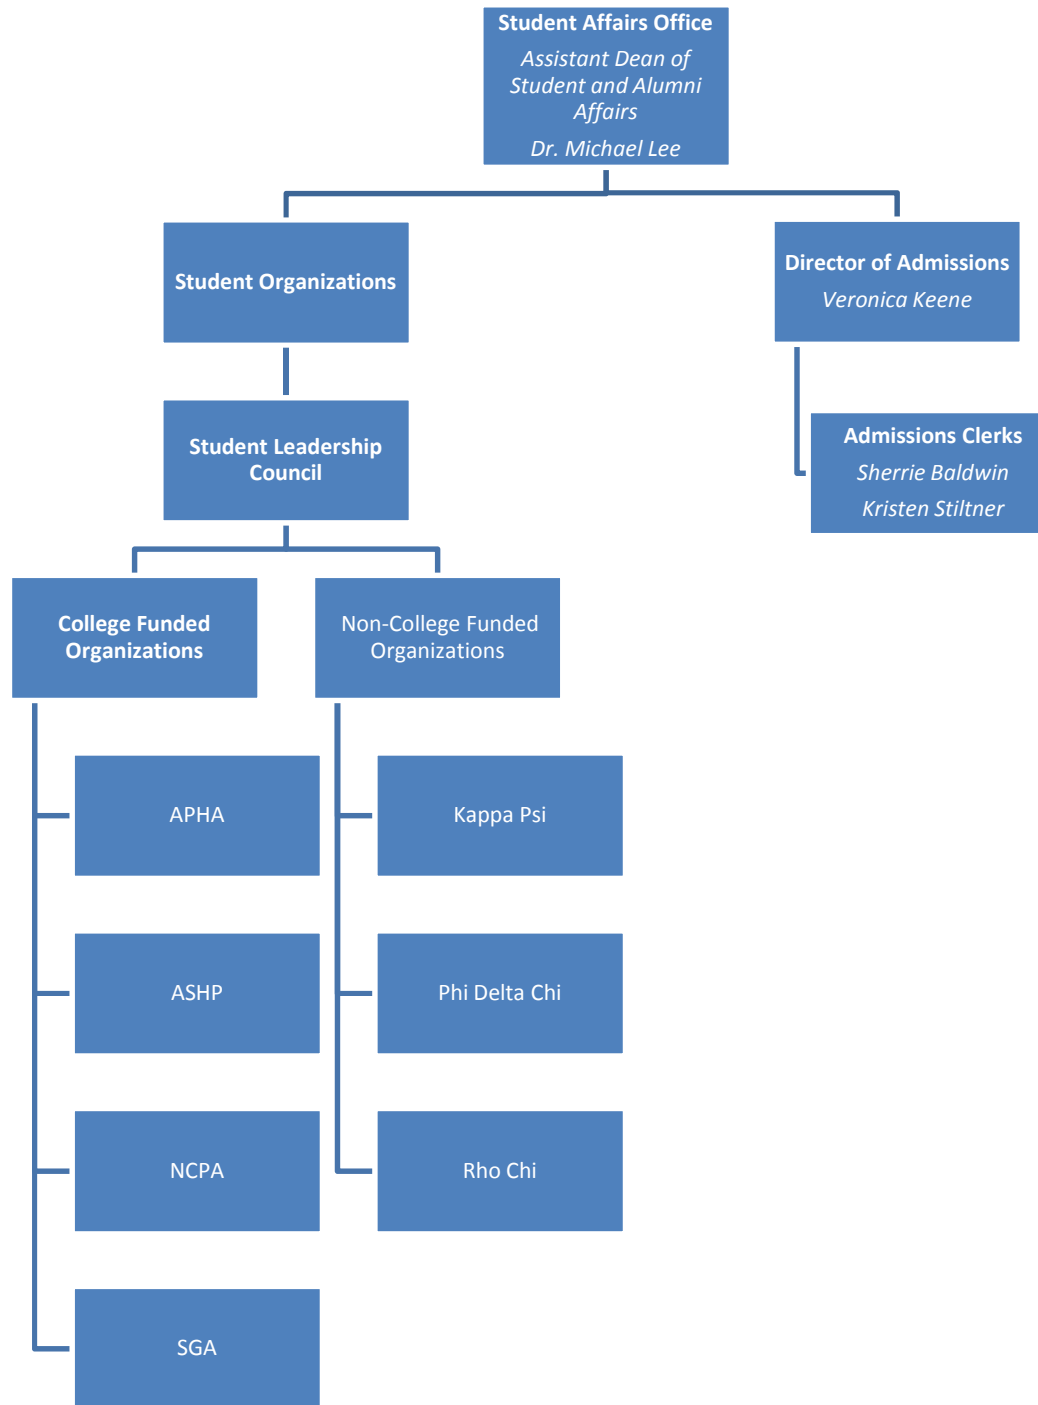 Student Affairs Office
Assistant Dean of
Student and Alumni
Affairs
Dr. Michael Lee
Student Organizations
Director of Admissions
Veronica Keene
Student Leadership
Council
Admissions Clerks
Sherrie Baldwin
Kristen Stiltner
College Funded
Organizations
Non-College Funded
Organizations
APHA
Kappa Psi
ASHP
Phi Delta Chi
NCPA
Rho Chi
SGA